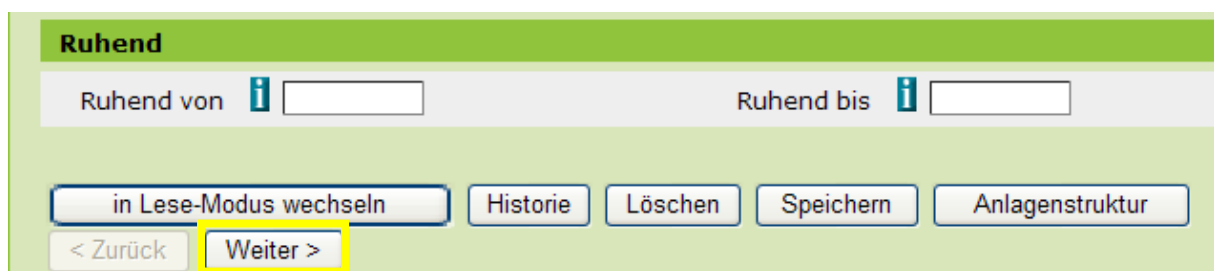 Ruhend
Ruhend von i Ruhend bis i
in Lese-Modus wechseln Historie Löschen Speichern Anlagenstruktur
< Zurück Weiter >